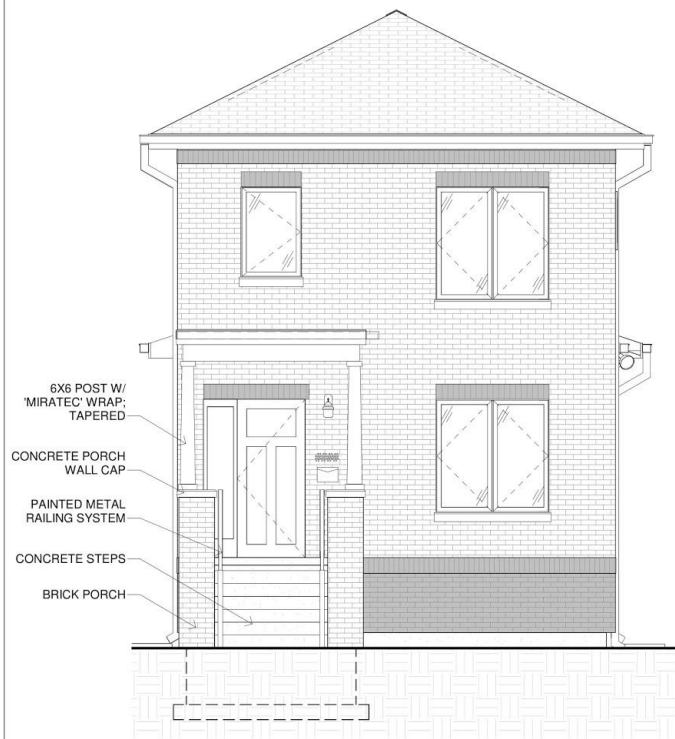 6X6 POST W/
'MIRATEC' WRAP;
TAPERED
CONCRETE PORCH
WALL CAP
PAINTED METAL
RAILING SYSTEM
CONCRETE STEPS
BRICK PORCH